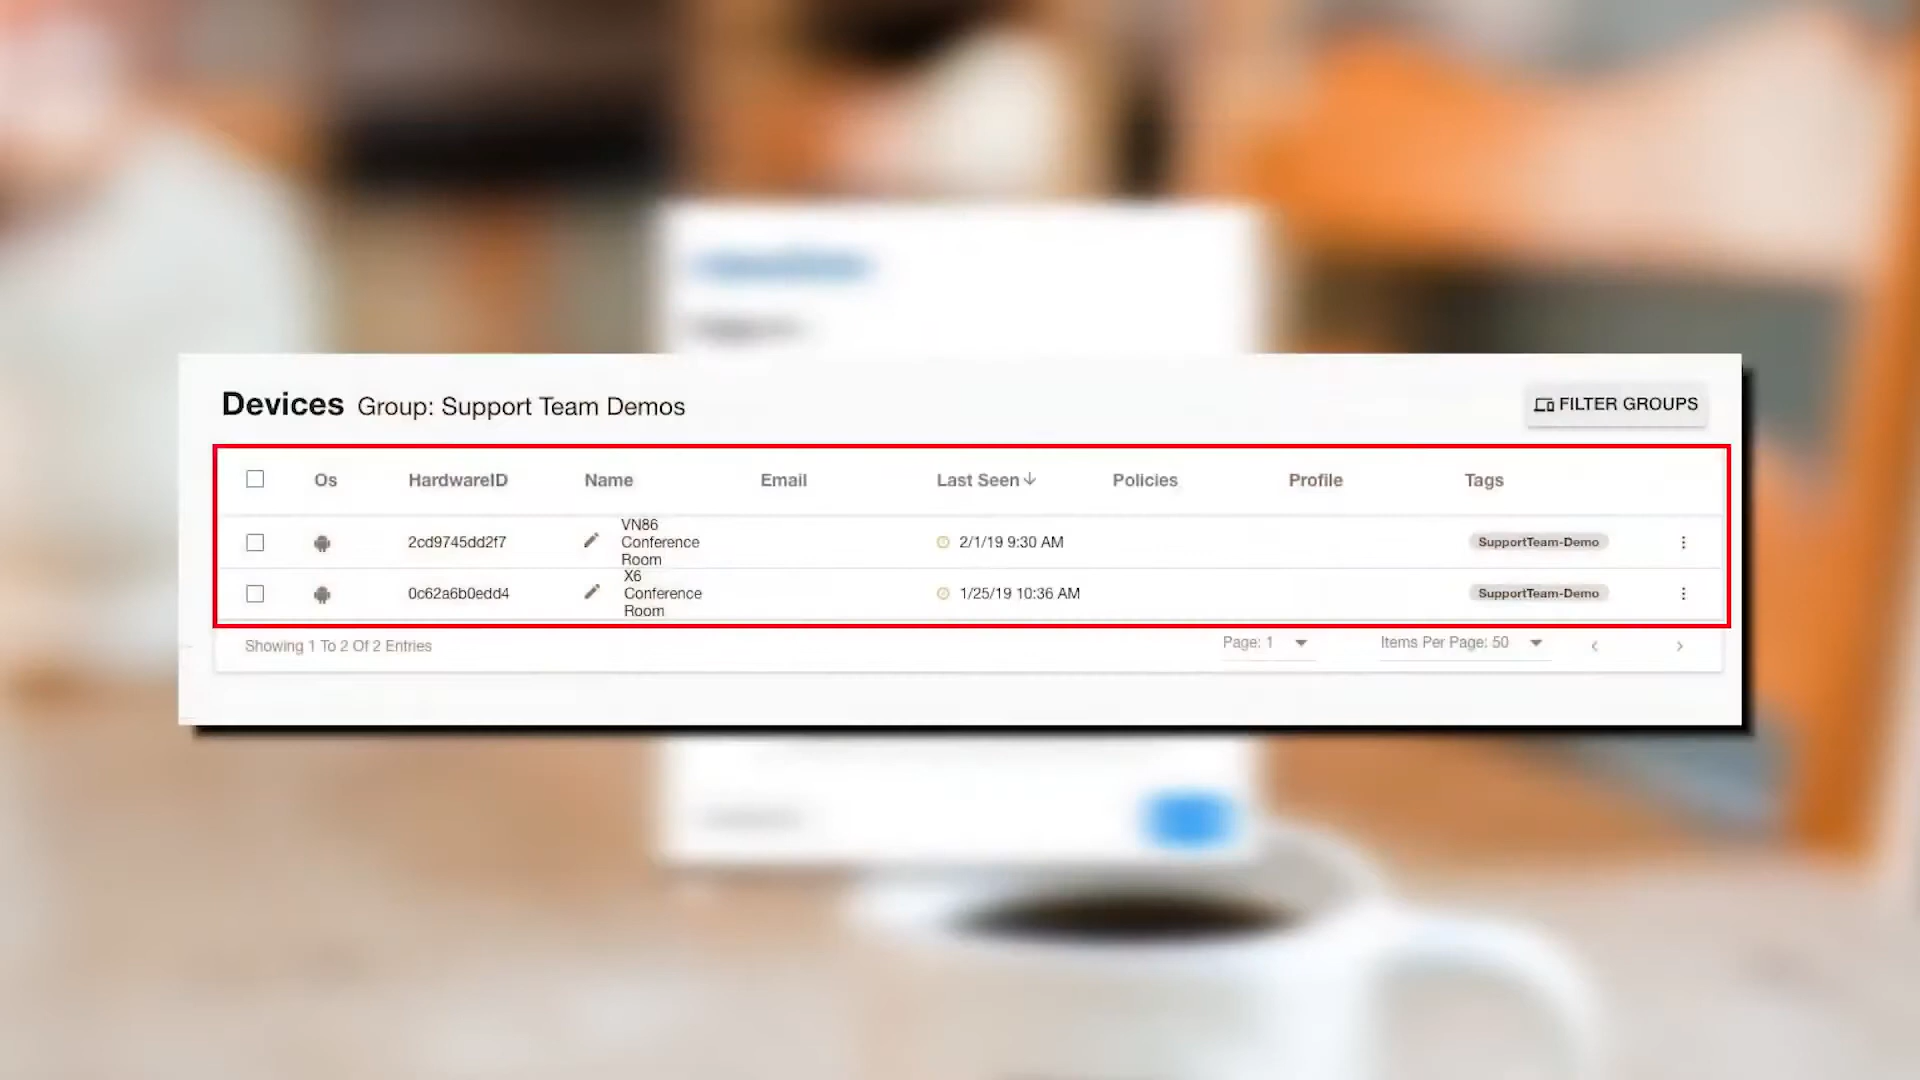 Devices Group: Support Team Demos
FILTER GROUPS
Os HardwareID Name Email Last Seen Policies Profile Tags
2cd9745dd2f7 VN86 Conference Room 2/1/19 9:30 AM SupportTeam-Demo
0c62a6b0edd4 X6 Conference Room 1/25/19 10:36 AM SupportTeam-Demo
Showing 1 To 2 Of 2 Entries Page: 1 Items Per Page: 50